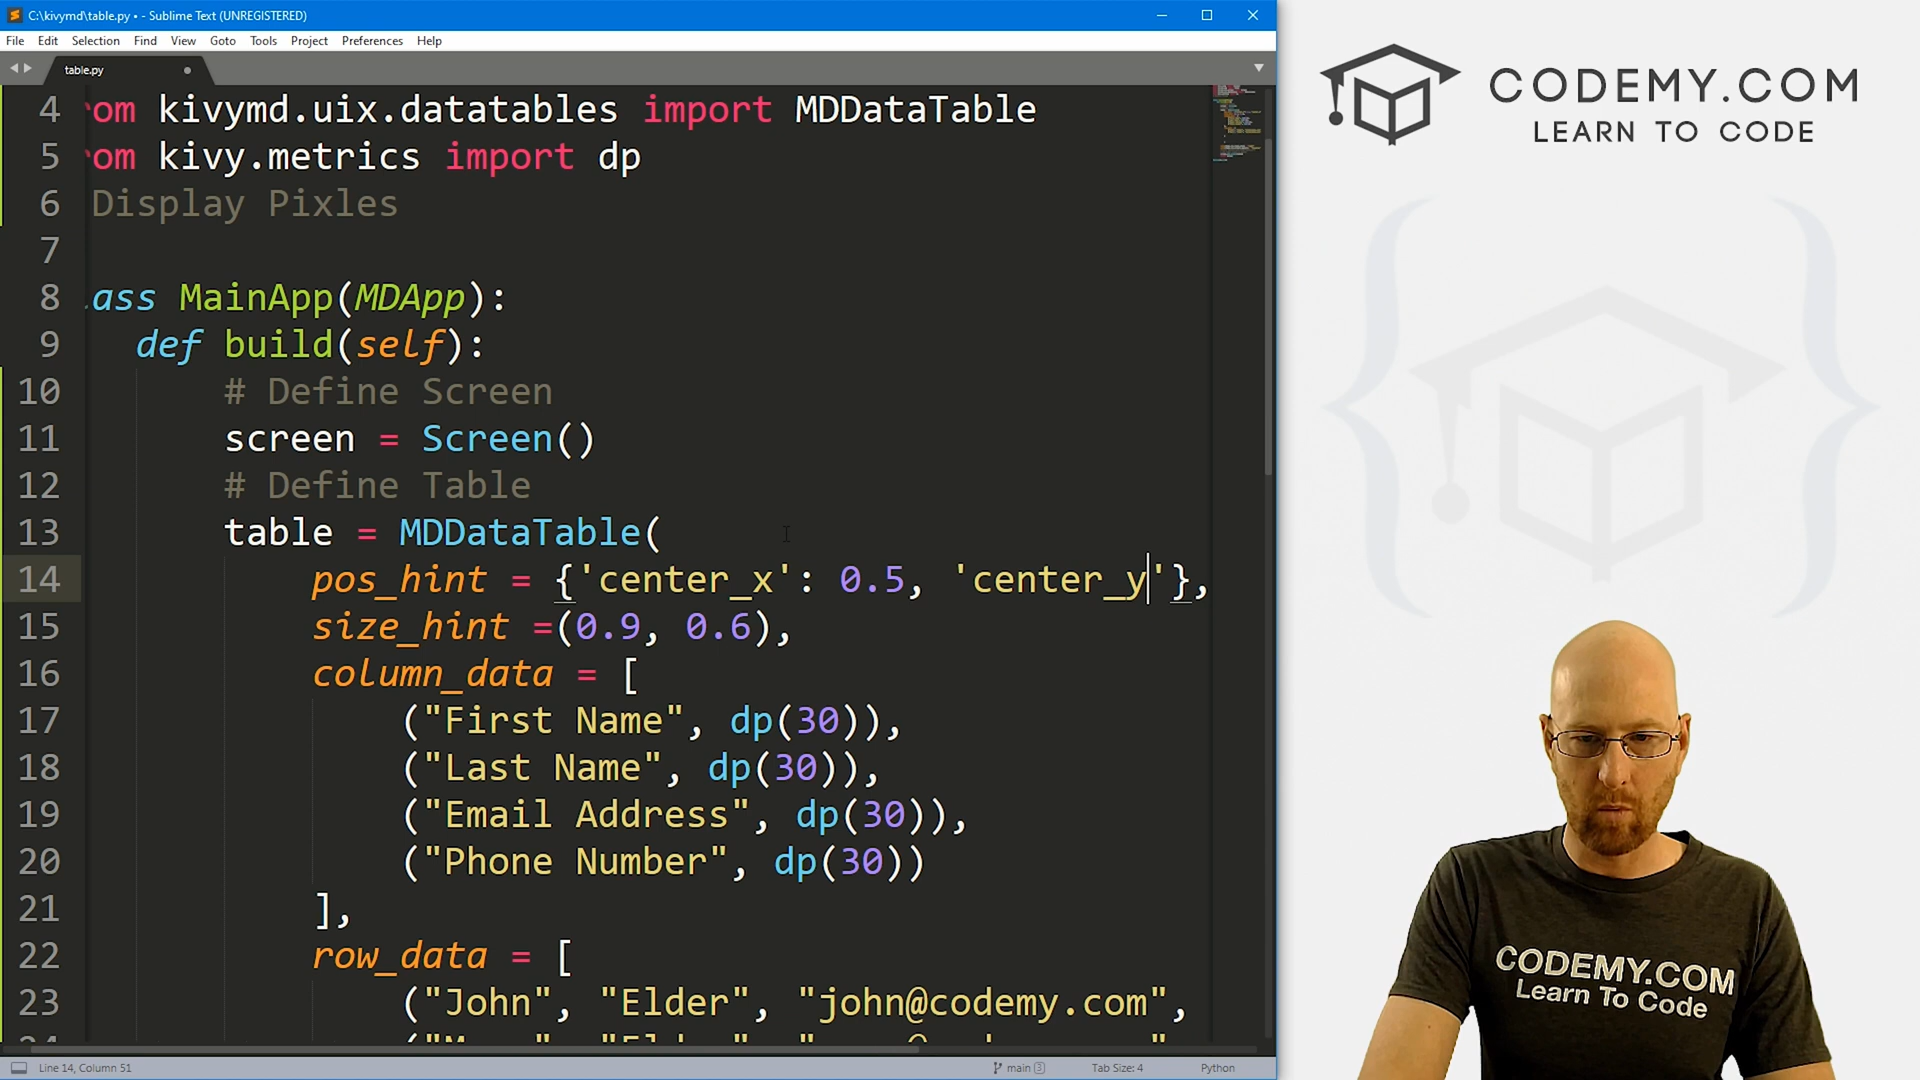 C:\kivymd\table.py • - Sublime Text (UNREGISTERED)
File Edit Selection Find View Goto Tools Project Preferences Help
table.py
4 rom kivymd.uix.datatables import MDDataTable
5 rom kivy.metrics import dp
6 Display Pixles
7
8 ass MainApp(MDApp):
9 def build(self):
10 # Define Screen
11 screen = Screen()
12 # Define Table
13 table = MDDataTable(
14 pos_hint = {'center_x': 0.5, 'center_y'},
15 size_hint =(0.9, 0.6),
16 column_data = [
17 ("First Name", dp(30)),
18 ("Last Name", dp(30)),
19 ("Email Address", dp(30)),
20 ("Phone Number", dp(30))
21 ],
22 row_data = [
23 ("John", "Elder", "john@codemy.com",
Line 14, Column 51 main 3 Tab Size: 4 Python
CODEMY.COM
LEARN TO CODE
CODEMY.COM
Learn To Code